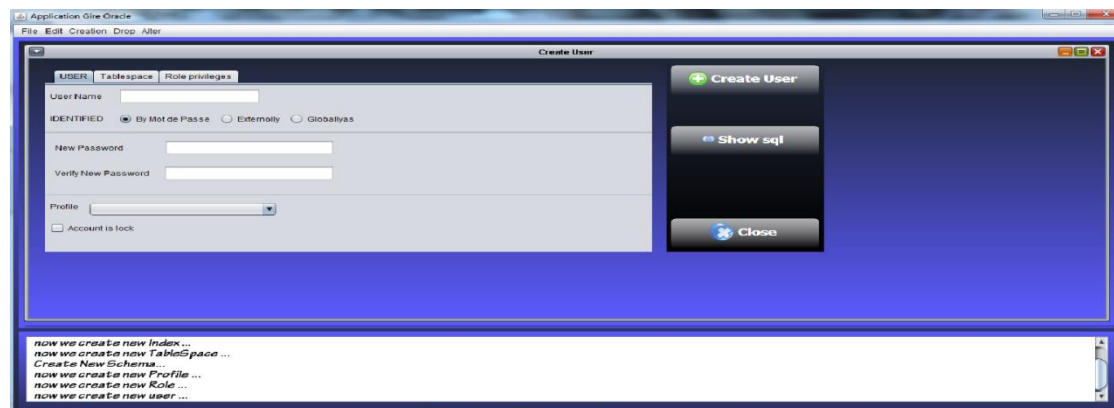 Application Gire Oracle
File Edit Creation Drop Alter
Create User
USER Tablespace Role privileges
User Name
IDENTIFIED By Mot de Passe Externally Globallyas
New Password
Verify New Password
Profile
Account is lock
Create User
Show sql
Close
now we create new Index ...
now we create new TableSpace ...
Create New Schema...
now we create new Profile ...
now we create new Role ...
now we create new user ...